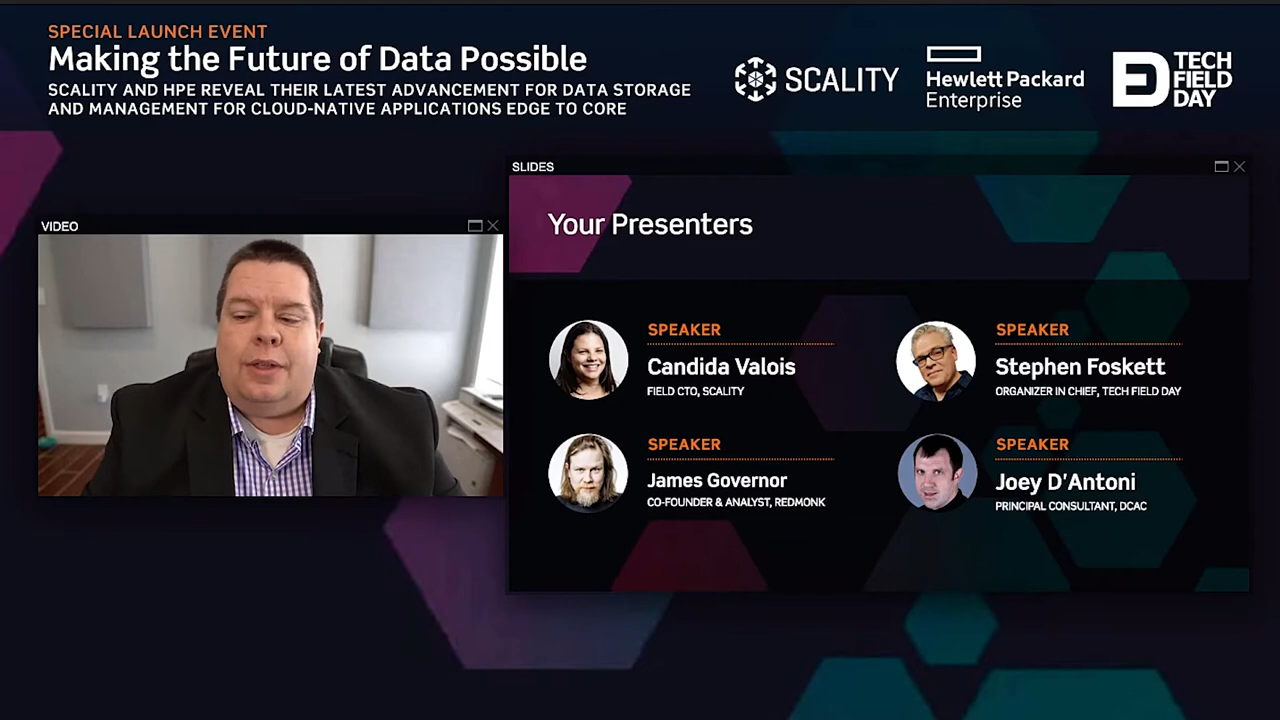 SPECIAL LAUNCH EVENT
Making the Future of Data Possible
SCALITY AND HPE REVEAL THEIR LATEST ADVANCEMENT FOR DATA STORAGE
AND MANAGEMENT FOR CLOUD-NATIVE APPLICATIONS EDGE TO CORE
SCALITY
Hewlett Packard
Enterprise
TECH
FIELD
DAY
VIDEO
SLIDES
Your Presenters
SPEAKER
Candida Valois
FIELD CTO, SCALITY
SPEAKER
Stephen Foskett
ORGANIZER IN CHIEF, TECH FIELD DAY
SPEAKER
James Governor
CO-FOUNDER & ANALYST, REDMONK
SPEAKER
Joey D'Antoni
PRINCIPAL CONSULTANT, DCAC